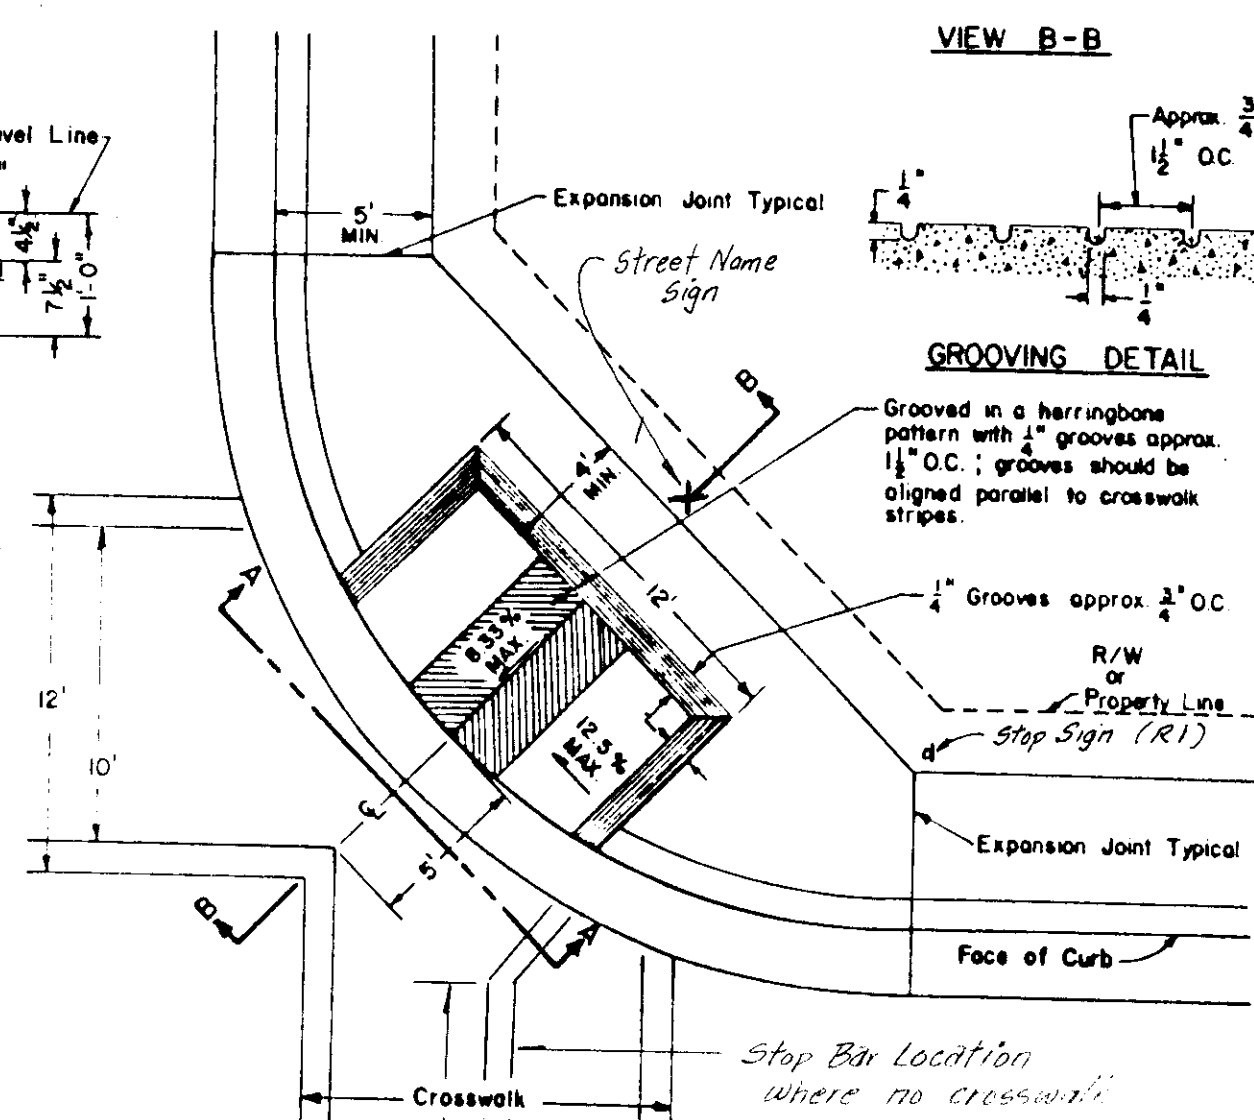 VIEW B-B
vel Line
Approx. 3/4
1 1/2" O.C.
1/4"
1/4"
4 1/2"
7 1/2"
1'-0"
5'
MIN
Expansion Joint Typical
Street Name
Sign
GROOVING DETAIL
B
Grooved in a herringbone
pattern with 1/4" grooves approx.
1 1/2" O.C. ; grooves should be
aligned parallel to crosswalk
stripes.
4'
MIN
12'
1/4" Grooves approx. 3/4" O.C.
A
8.33%
MAX.
R/W
or
Property Line
Stop Sign (R1)
12.5%
MAX.
12'
10'
℄
5'
Expansion Joint Typical
B
A
Face of Curb
Stop Bar Location
where no crosswalk
Crosswalk